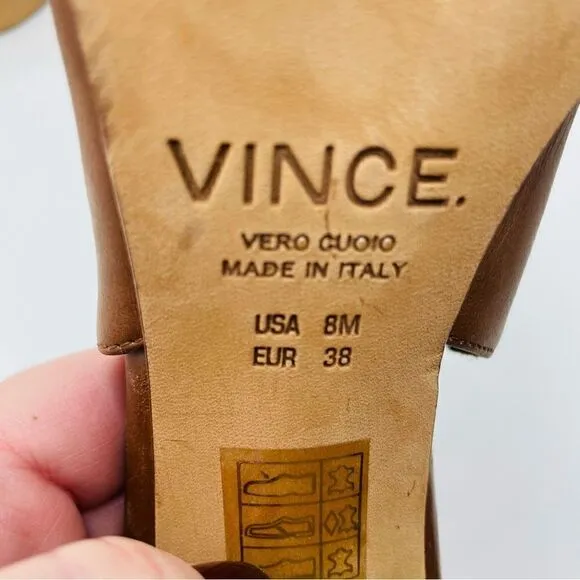 VINCE.
VERO CUOIO
MADE IN ITALY
USA 8M
EUR 38